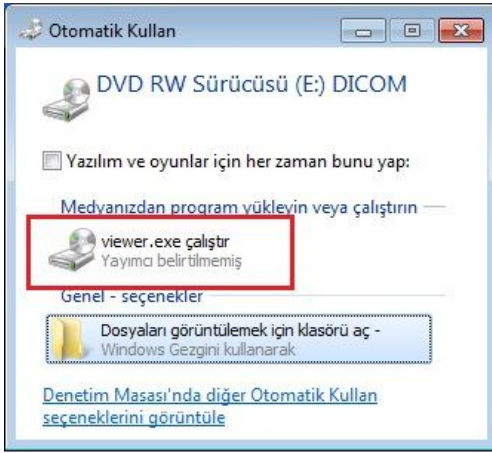 Otomatik Kullan
DVD RW Sürücüsü (E:) DICOM
Yazılım ve oyunlar için her zaman bunu yap:
Medyanızdan program yükleyin veya çalıştırın
viewer.exe çalıştır
Yayımcı belirtilmemiş
Genel - seçenekler
Dosyaları görüntülemek için klasörü aç -
Windows Gezgini kullanarak
Denetim Masası'nda diğer Otomatik Kullan
seçeneklerini görüntüle